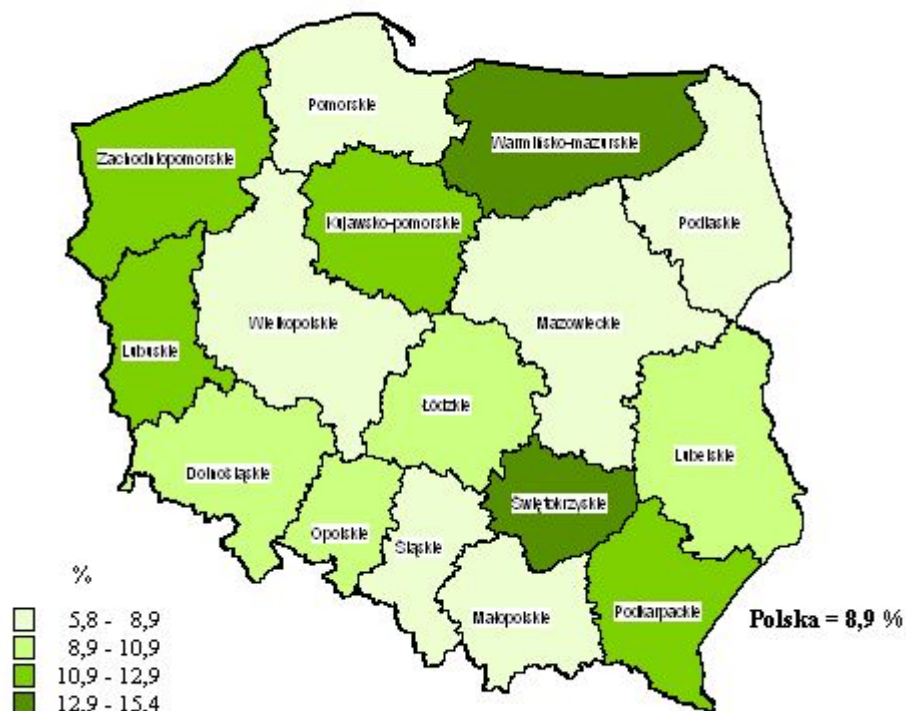 Pomorskie
Warmińsko-mazurskie
Zachodniopomorskie
Podlaskie
Kujawsko-pomorskie
Wielkopolskie
Mazowieckie
Lubuskie
Łódzkie
Lubelskie
Dolnośląskie
Świętokrzyskie
Opolskie
Śląskie
Małopolskie
Podkarpackie
Polska = 8,9 %
%
5,8 - 8,9
8,9 - 10,9
10,9 - 12,9
12,9 - 15,4